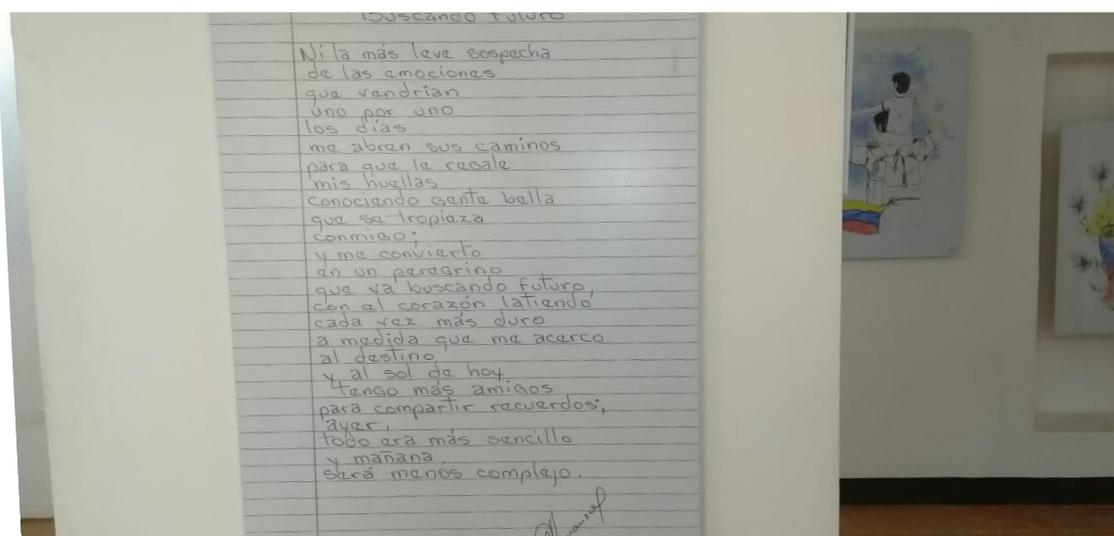 Buscando Futuro
Ni la más leve sospecha
de las emociones
que vendrian
uno por uno
los días
me abren sus caminos
para que le regale
mis huellas
conociendo gente bella
que se tropieza
conmigo;
y me convierto
en un peregrino
que va buscando futuro,
con el corazón latiendo
cada vez más duro
a medida que me acerco
al destino
y al sol de hoy
tengo más amigos
para compartir recuerdos;
ayer,
todo era más sencillo
y mañana
será menos complejo.